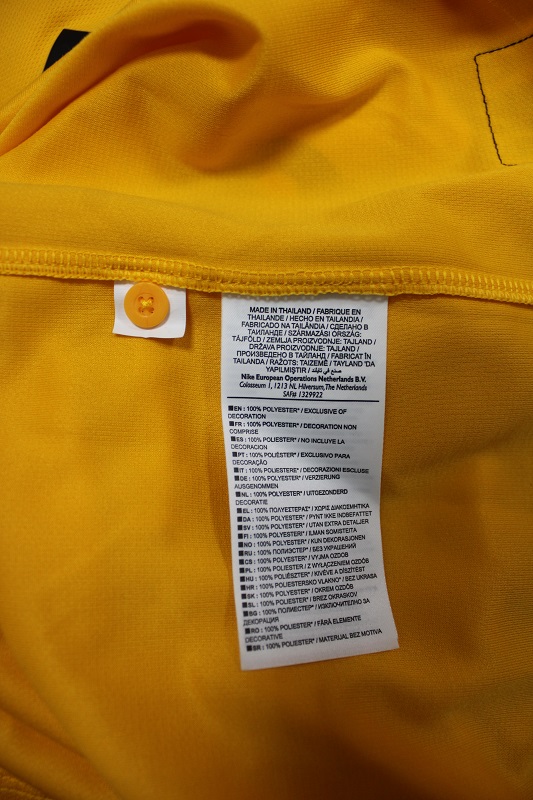 MADE IN THAILAND / FABRIQUE EN
THAILANDE / HECHO EN TAILANDIA /
FABRICADO NA TAILÂNDIA / СДЕЛАНО В
ТАИЛАНДЕ / SZÁRMAZÁSI ORSZÁG:
TÁJFÖLD / ZEMLJA PROIZVODNJE: TAJLAND /
DRŽAVA PROIZVODNJE: TAJLAND /
ПРОИЗВЕДЕНО В ТАЙЛАНД / FABRICAT ÎN
TAILANDA / RAŽOTS: TAIZEMĒ / TAYLAND 'DA
YAPILMIŞTIR / صنع في تايلند
Nike European Operations Netherlands B.V.
Colosseum 1, 1213 NL Hilversum, The Netherlands
SAF# 1329922
EN : 100% POLYESTER* / EXCLUSIVE OF
DECORATION
FR : 100% POLYESTER* / DECORATION NON
COMPRISE
ES : 100% POLIESTER* / NO INCLUYE LA
DECORACION
PT : 100% POLIÉSTER* / EXCLUSIVO PARA
DECORAÇÃO
IT : 100% POLIESTERE* / DECORAZIONI ESCLUSE
DE : 100% POLYESTER* / VERZIERUNG
AUSGENOMMEN
NL : 100% POLYESTER* / UITGEZONDERD
DECORATIE
EL : 100% ΠΟΛΥΕΣΤΕΡΑΣ* / ΧΩΡΙΣ ΔΙΑΚΟΣΜΗΤΙΚΑ
DA : 100% POLYESTER* / PYNT IKKE INDBEFATTET
SV : 100% POLYESTER* / UTAN EXTRA DETALJER
FI : 100% POLYESTERI* / ILMAN SOMISTEITA
NO : 100% POLYESTER* / KUN DEKORASJONEN
RU : 100% ПОЛИЭСТЕР* / БЕЗ УКРАШЕНИЙ
CS : 100% POLYESTER* / VYJMA OZDOB
PL : 100% POLIESTER* / Z WYŁĄCZENIEM OZDÓB
HU : 100% POLIÉSZTER* / KIVÉVE A DÍSZÍTÉST
HR : 100% POLIESTERSKO VLAKNO* / BEZ UKRASA
SK : 100% POLYESTER* / OKREM OZDÔB
SL : 100% POLIESTER* / BREZ OKRASKOV
BG : 100% ПОЛИЕСТЕР* / ИЗКЛЮЧИТЕЛНО ЗА
ДЕКОРАЦИЯ
RO : 100% POLIESTER* / FĂRĂ ELEMENTE
DECORATIVE
SR : 100% POLIESTER* / MATERIJAL BEZ MOTIVA